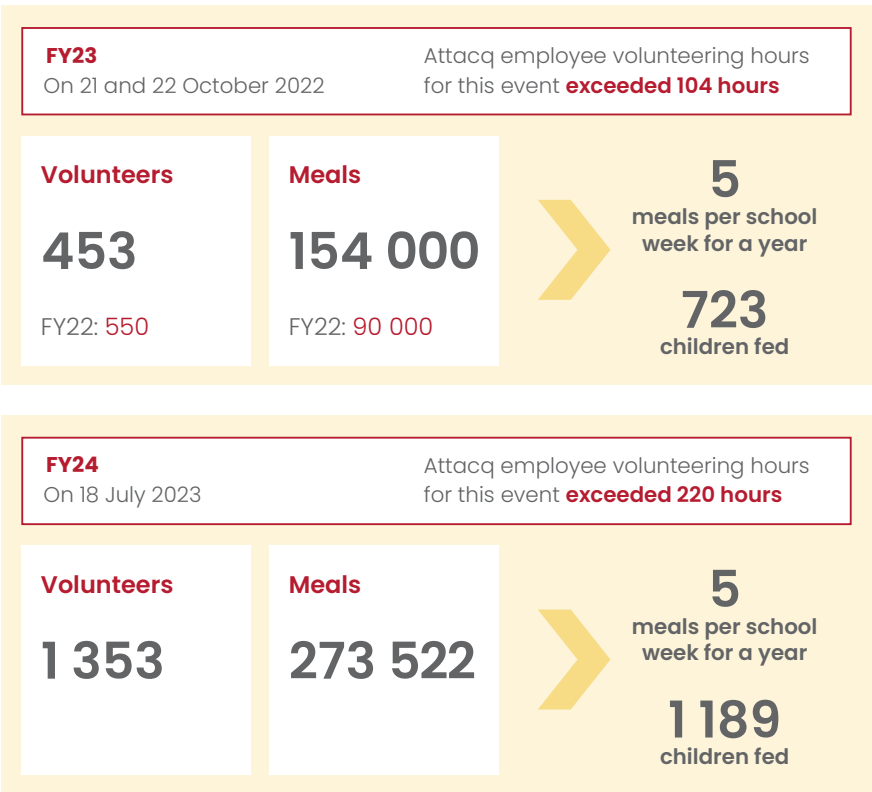 FY23
On 21 and 22 October 2022
Attacq employee volunteering hours
for this event exceeded 104 hours
Volunteers
453
FY22: 550
Meals
154 000
FY22: 90 000
5
meals per school
week for a year
723
children fed
FY24
On 18 July 2023
Attacq employee volunteering hours
for this event exceeded 220 hours
Volunteers
1 353
Meals
273 522
5
meals per school
week for a year
1 189
children fed